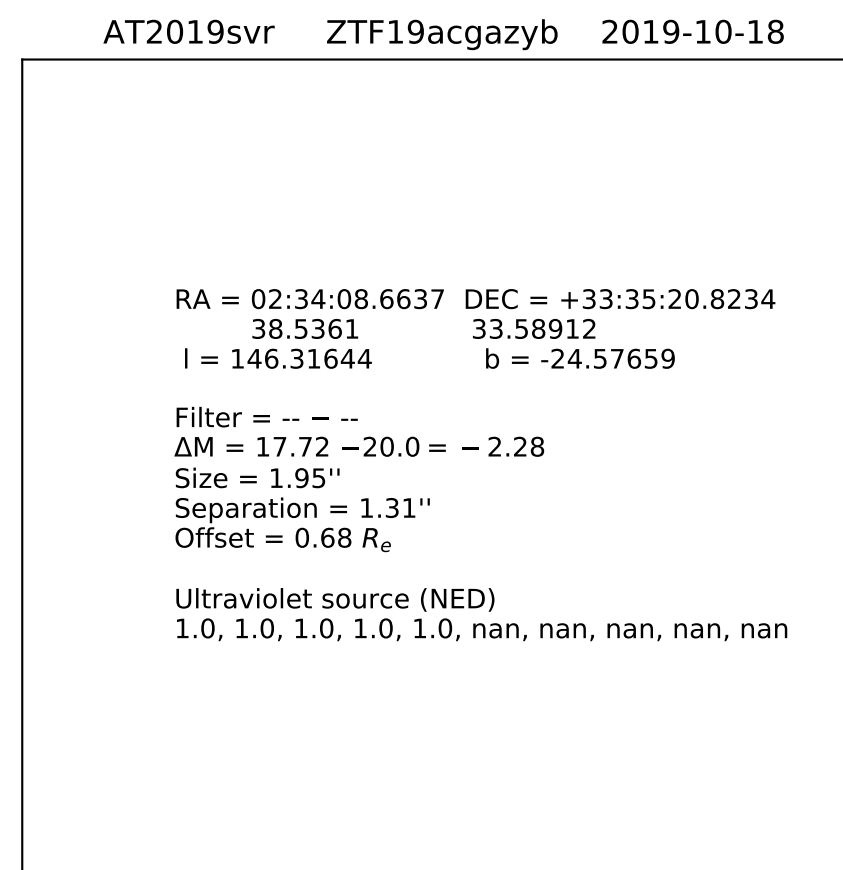 AT2019svr ZTF19acgazyb 2019-10-18
RA = 02:34:08.6637 DEC = +33:35:20.8234
38.5361 33.58912
l = 146.31644 b = -24.57659
Filter = -- − --
ΔM = 17.72 −20.0 = − 2.28
Size = 1.95''
Separation = 1.31''
Offset = 0.68 Rₑ
Ultraviolet source (NED)
1.0, 1.0, 1.0, 1.0, 1.0, nan, nan, nan, nan, nan